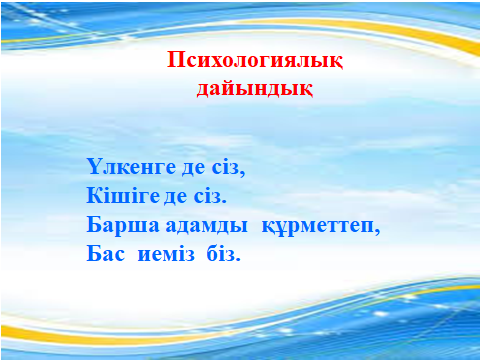 Психологиялық
дайындық
Үлкенге де сіз,
Кішіге де сіз.
Барша адамды құрметтеп,
Бас иеміз біз.